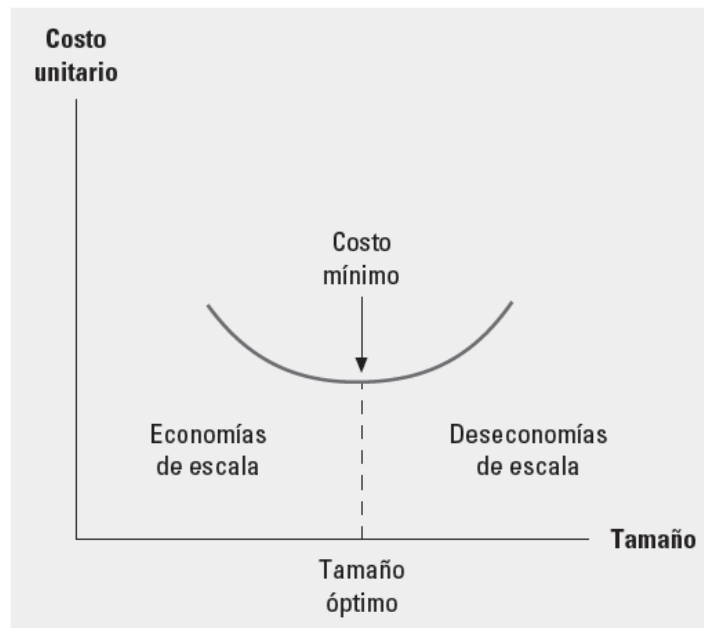 Costo
unitario
Costo
mínimo
Economías
de escala
Deseconomías
de escala
Tamaño
Tamaño
óptimo